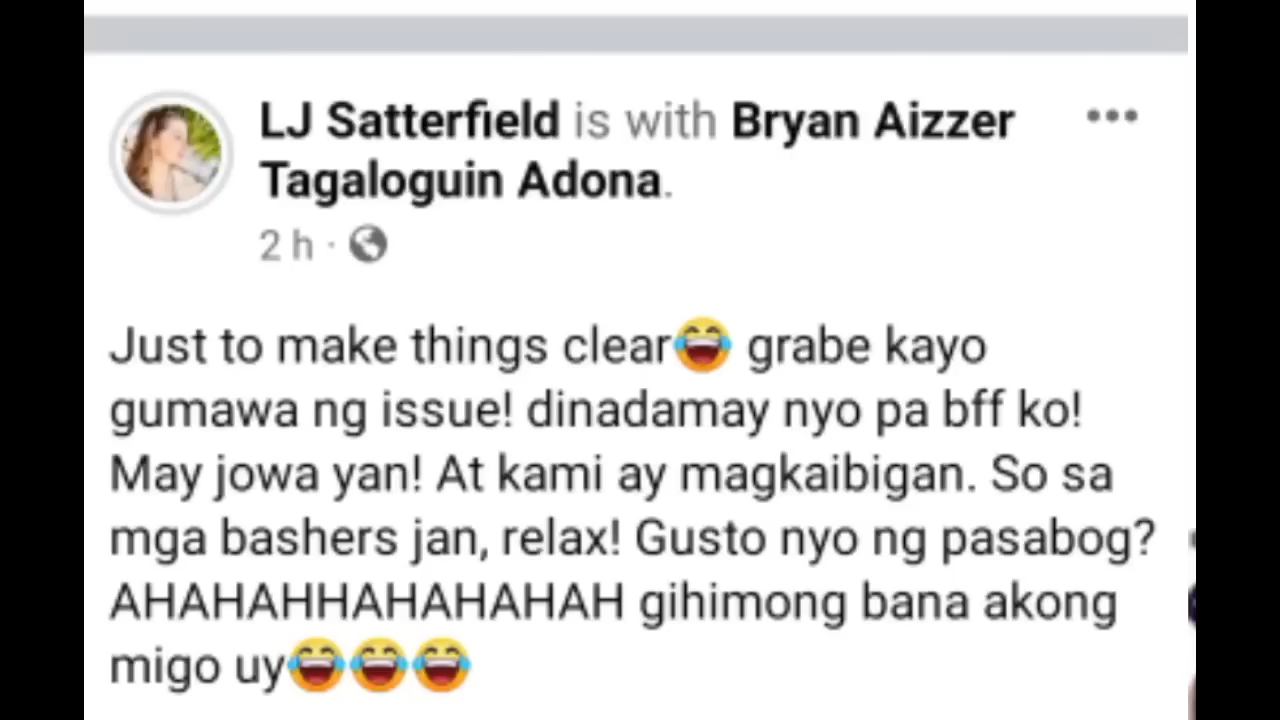 LJ Satterfield is with Bryan Aizzer
Tagaloguin Adona.
2 h ·
Just to make things clear😂 grabe kayo
gumawa ng issue! dinadamay nyo pa bff ko!
May jowa yan! At kami ay magkaibigan. So sa
mga bashers jan, relax! Gusto nyo ng pasabog?
AHAHAHHAHAHAHAH gihimong bana akong
migo uy😂😂😂